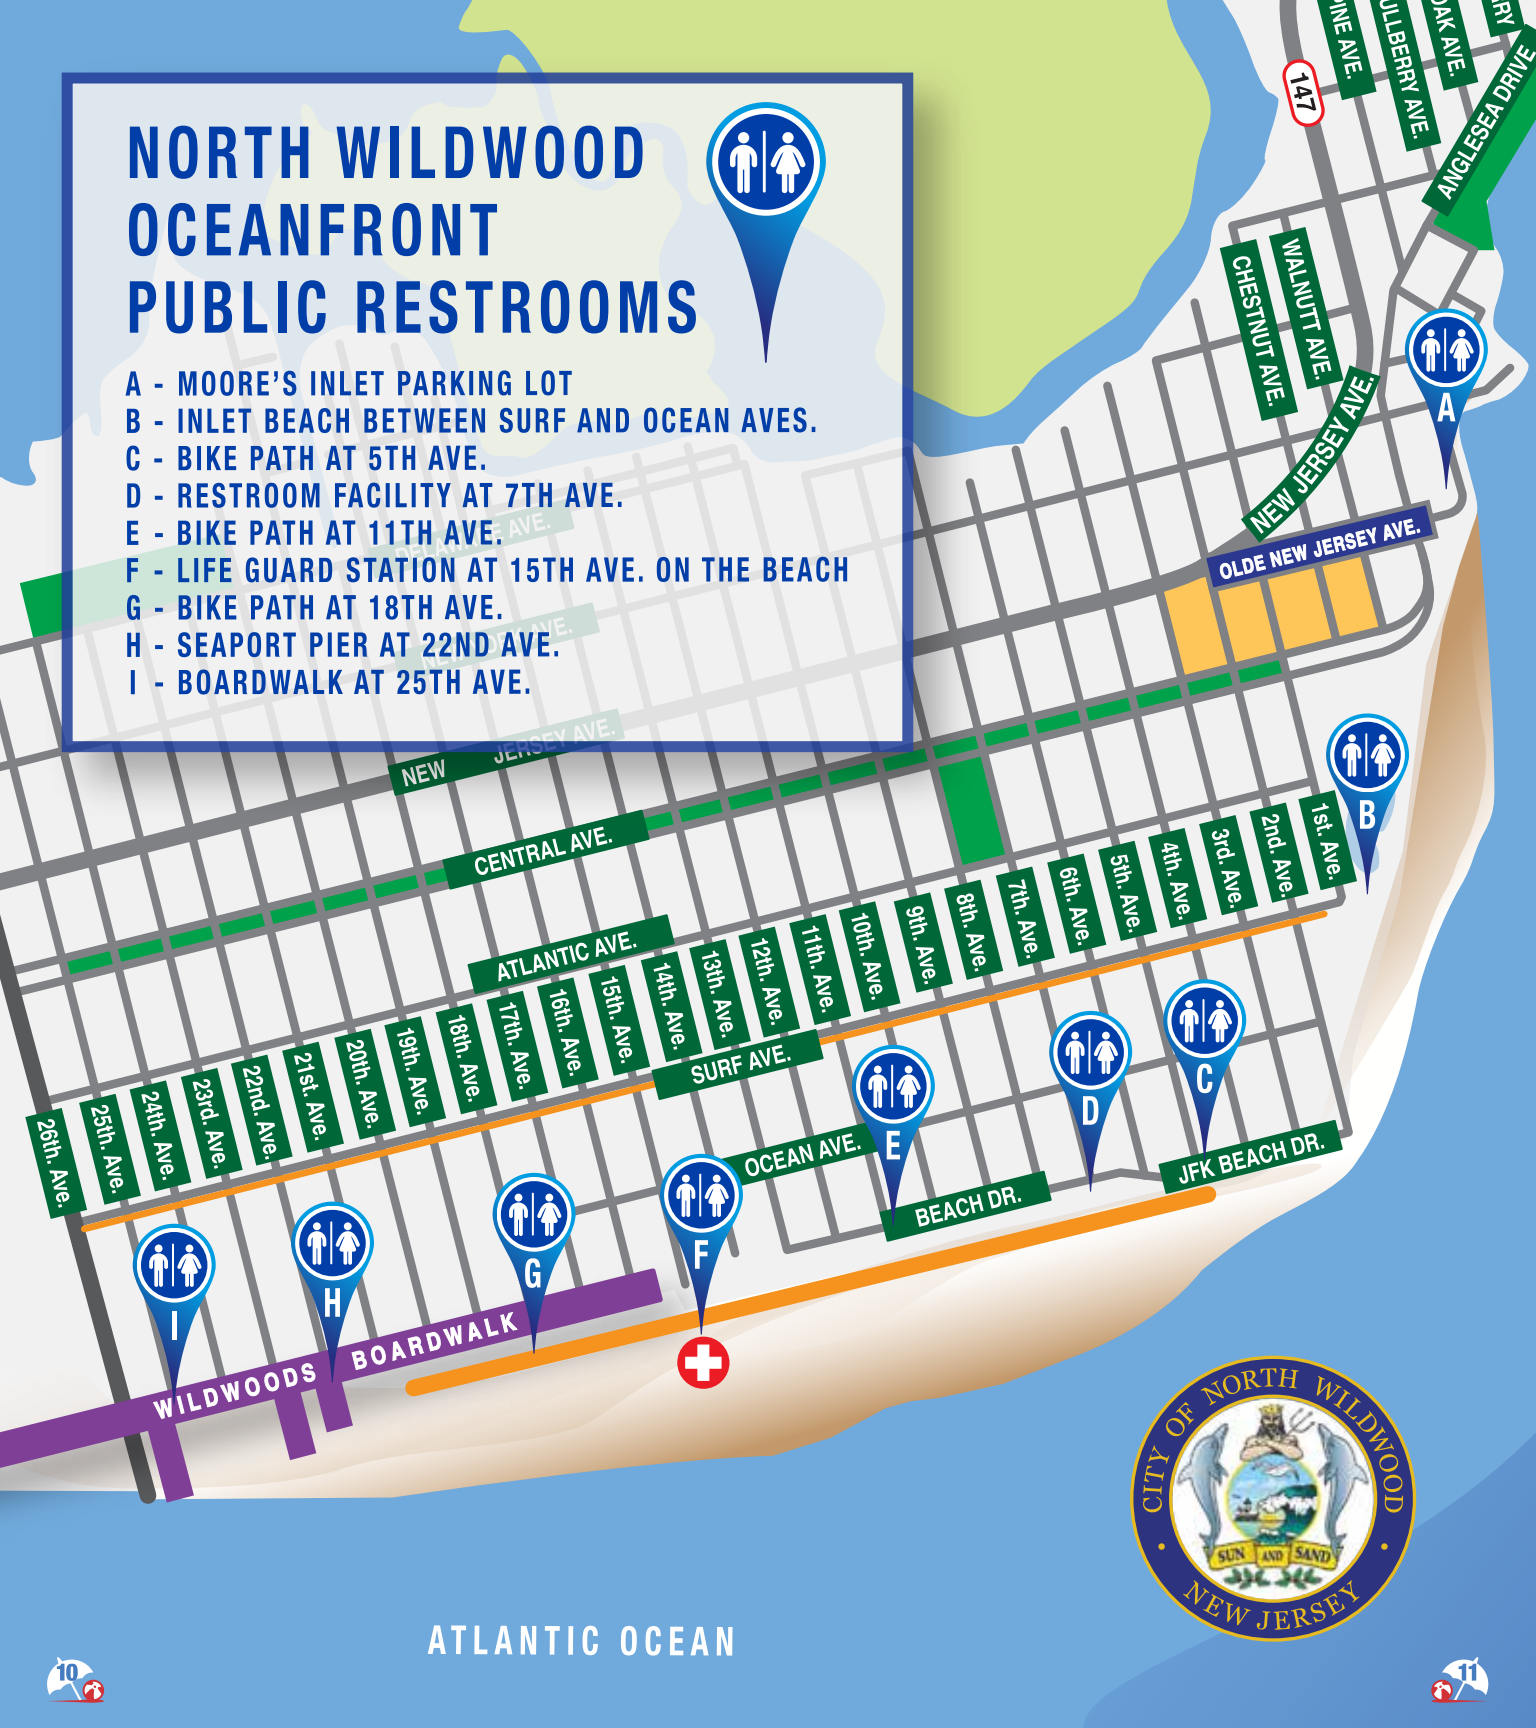 NORTH WILDWOOD
OCEANFRONT
PUBLIC RESTROOMS
A - MOORE'S INLET PARKING LOT
B - INLET BEACH BETWEEN SURF AND OCEAN AVES.
C - BIKE PATH AT 5TH AVE.
D - RESTROOM FACILITY AT 7TH AVE.
E - BIKE PATH AT 11TH AVE.
F - LIFE GUARD STATION AT 15TH AVE. ON THE BEACH
G - BIKE PATH AT 18TH AVE.
H - SEAPORT PIER AT 22ND AVE.
I - BOARDWALK AT 25TH AVE.
147
PINE AVE.
ULLBERRY AVE.
OAK AVE.
RRY
ANGLESEA DRIVE
WALNUTT AVE.
CHESTNUT AVE.
NEW JERSEY AVE.
OLDE NEW JERSEY AVE.
A
DELAWARE AVE.
NEW YORK AVE.
NEW JERSEY AVE.
CENTRAL AVE.
ATLANTIC AVE.
B
1st. Ave.
2nd. Ave.
3rd. Ave.
4th. Ave.
5th. Ave.
6th. Ave.
7th. Ave.
8th. Ave.
9th. Ave.
10th. Ave.
11th. Ave.
12th. Ave.
13th. Ave.
14th. Ave.
15th. Ave.
16th. Ave.
17th. Ave.
18th. Ave.
19th. Ave.
20th. Ave.
21st. Ave.
22nd. Ave.
23rd. Ave.
24th. Ave.
25th. Ave.
26th. Ave.
SURF AVE.
OCEAN AVE.
BEACH DR.
JFK BEACH DR.
C
D
E
F
G
H
I
WILDWOODS BOARDWALK
CITY OF NORTH WILDWOOD
SUN AND SAND
NEW JERSEY
ATLANTIC OCEAN
10
11